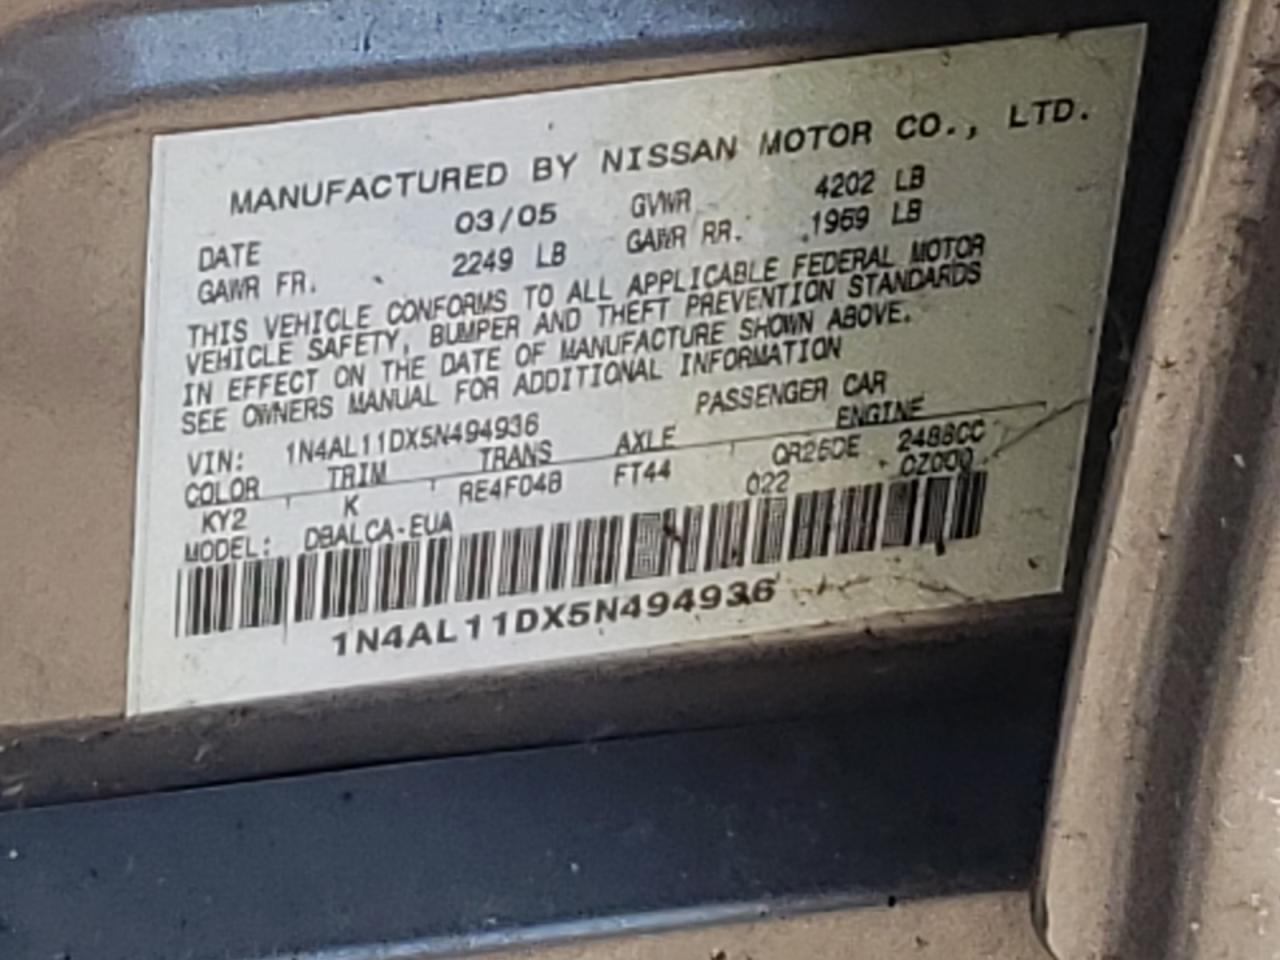 MANUFACTURED BY NISSAN MOTOR CO., LTD.
DATE 03/05 GVWR 4202 LB
GAWR FR. 2249 LB GAWR RR. 1969 LB
THIS VEHICLE CONFORMS TO ALL APPLICABLE FEDERAL MOTOR
VEHICLE SAFETY, BUMPER AND THEFT PREVENTION STANDARDS
IN EFFECT ON THE DATE OF MANUFACTURE SHOWN ABOVE.
SEE OWNERS MANUAL FOR ADDITIONAL INFORMATION
VIN: 1N4AL11DX5N494936 PASSENGER CAR
COLOR TRIM TRANS AXLE ENGINE
KY2 K RE4F04B FT44 QR25DE 2488CC
MODEL: DBALCA-EUA 022 CZ000
1N4AL11DX5N494936